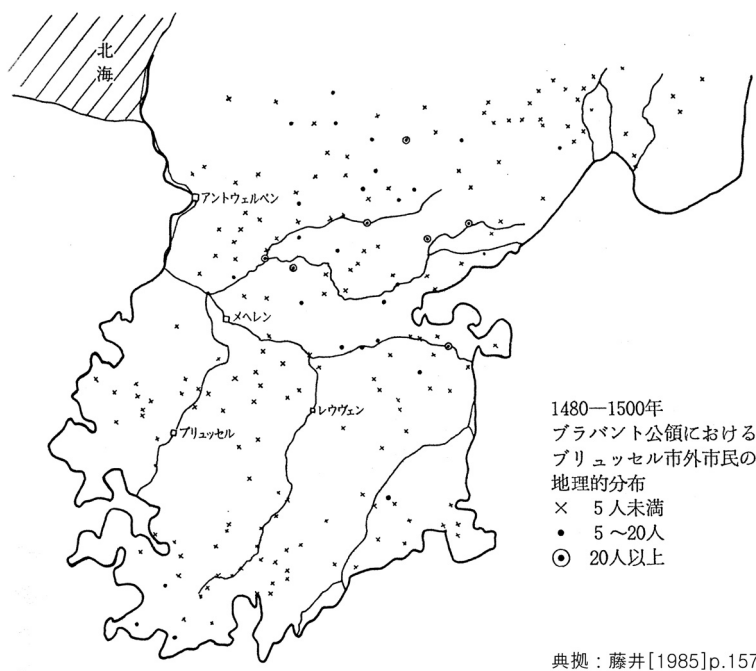 北海
アントウェルペン
メヘレン
レウヴェン
ブリュッセル
1480―1500年
ブラバント公領における
ブリュッセル市外市民の
地理的分布
× 5人未満
• 5~20人
◉ 20人以上
典拠:藤井[1985]p.157